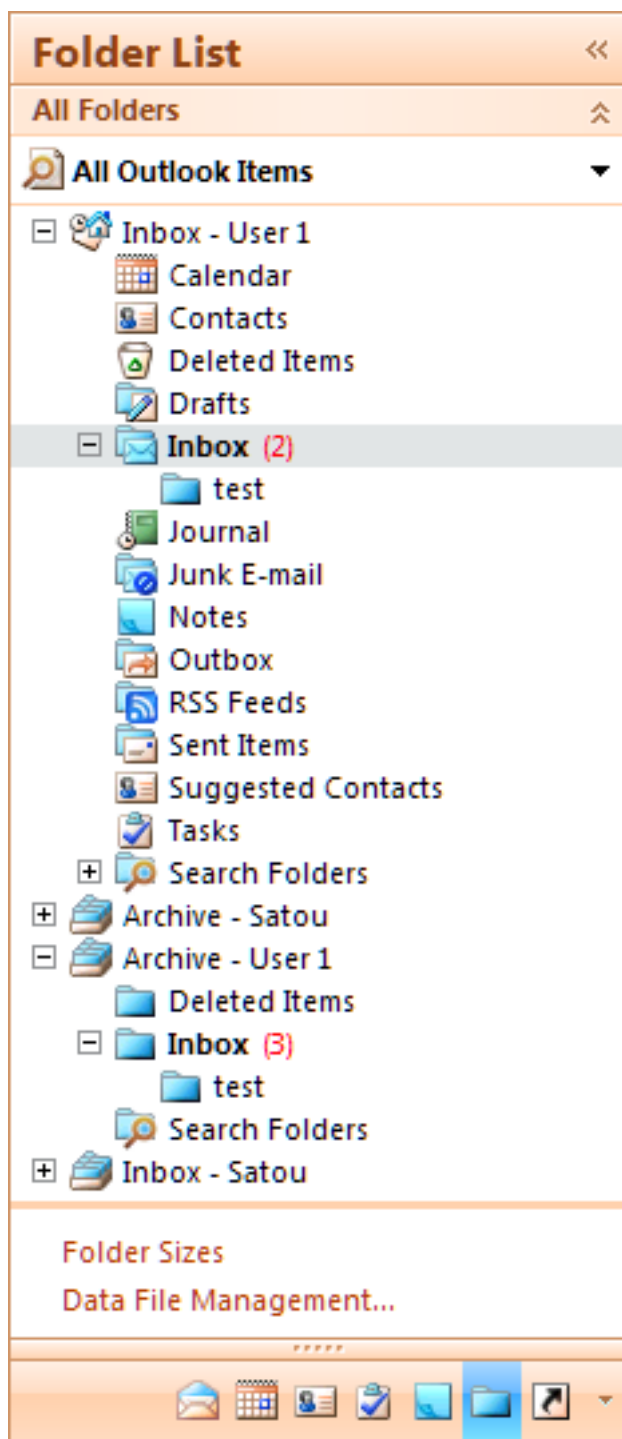 Folder List
All Folders
All Outlook Items
Inbox - User 1
Calendar
Contacts
Deleted Items
Drafts
Inbox (2)
test
Journal
Junk E-mail
Notes
Outbox
RSS Feeds
Sent Items
Suggested Contacts
Tasks
Search Folders
Archive - Satou
Archive - User 1
Deleted Items
Inbox (3)
test
Search Folders
Inbox - Satou
Folder Sizes
Data File Management...